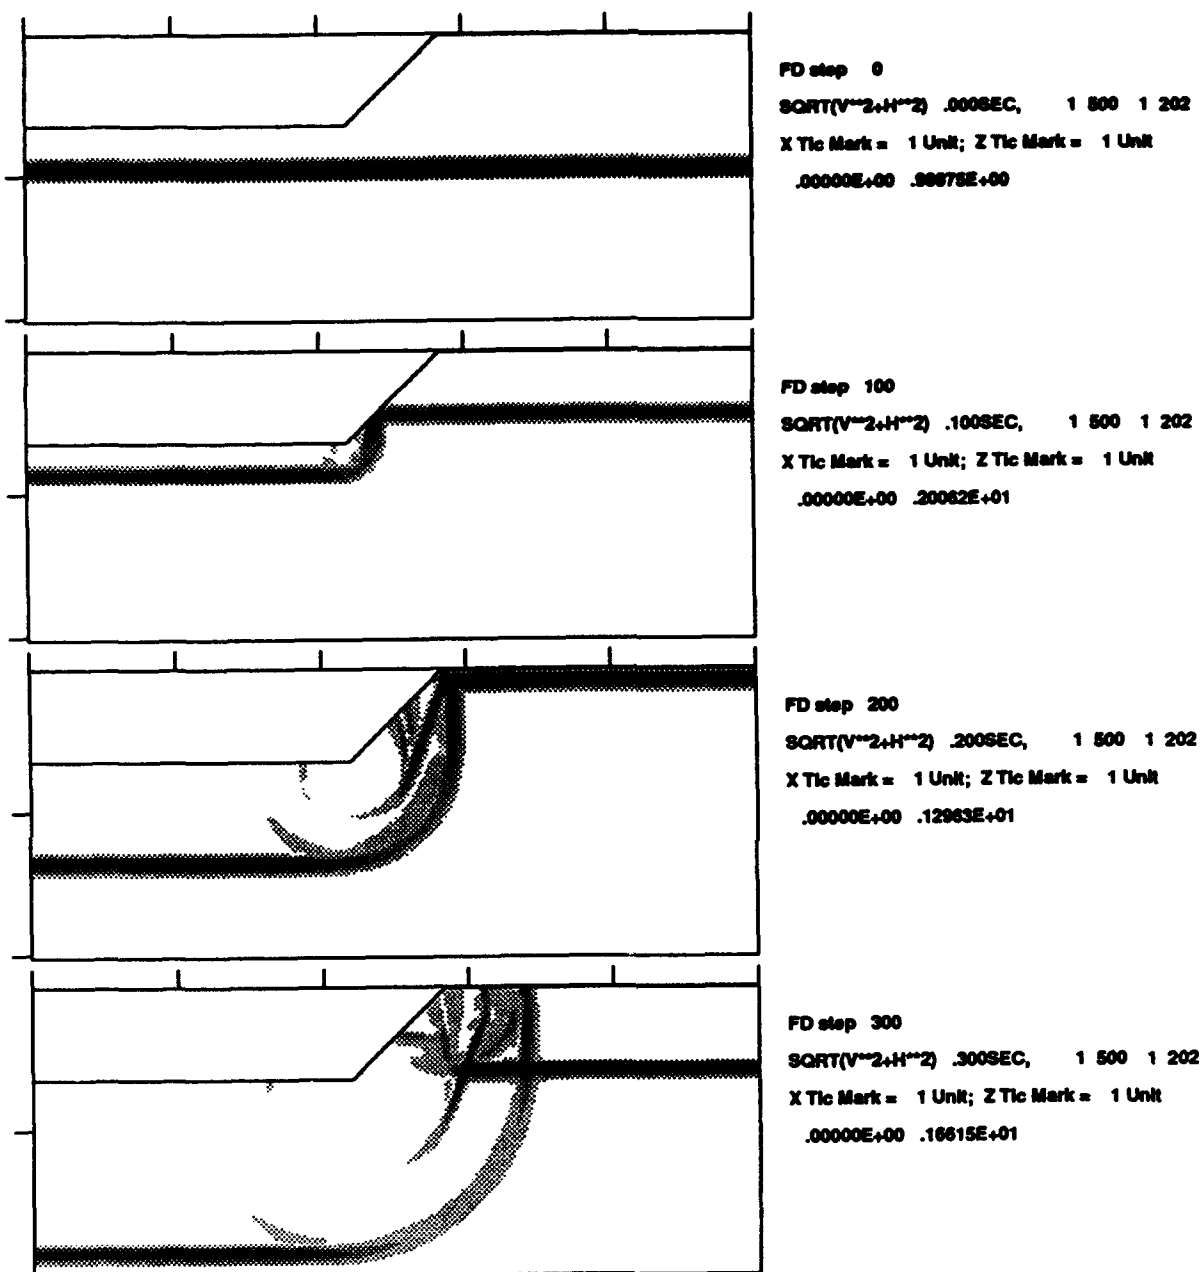 FD step 0
SQRT(V**2+H**2) .000SEC, 1 500 1 202
X Tic Mark = 1 Unit; Z Tic Mark = 1 Unit
.00000E+00 .99975E+00
FD step 100
SQRT(V**2+H**2) .100SEC, 1 500 1 202
X Tic Mark = 1 Unit; Z Tic Mark = 1 Unit
.00000E+00 .20062E+01
FD step 200
SQRT(V**2+H**2) .200SEC, 1 500 1 202
X Tic Mark = 1 Unit; Z Tic Mark = 1 Unit
.00000E+00 .12963E+01
FD step 300
SQRT(V**2+H**2) .300SEC, 1 500 1 202
X Tic Mark = 1 Unit; Z Tic Mark = 1 Unit
.00000E+00 .16615E+01